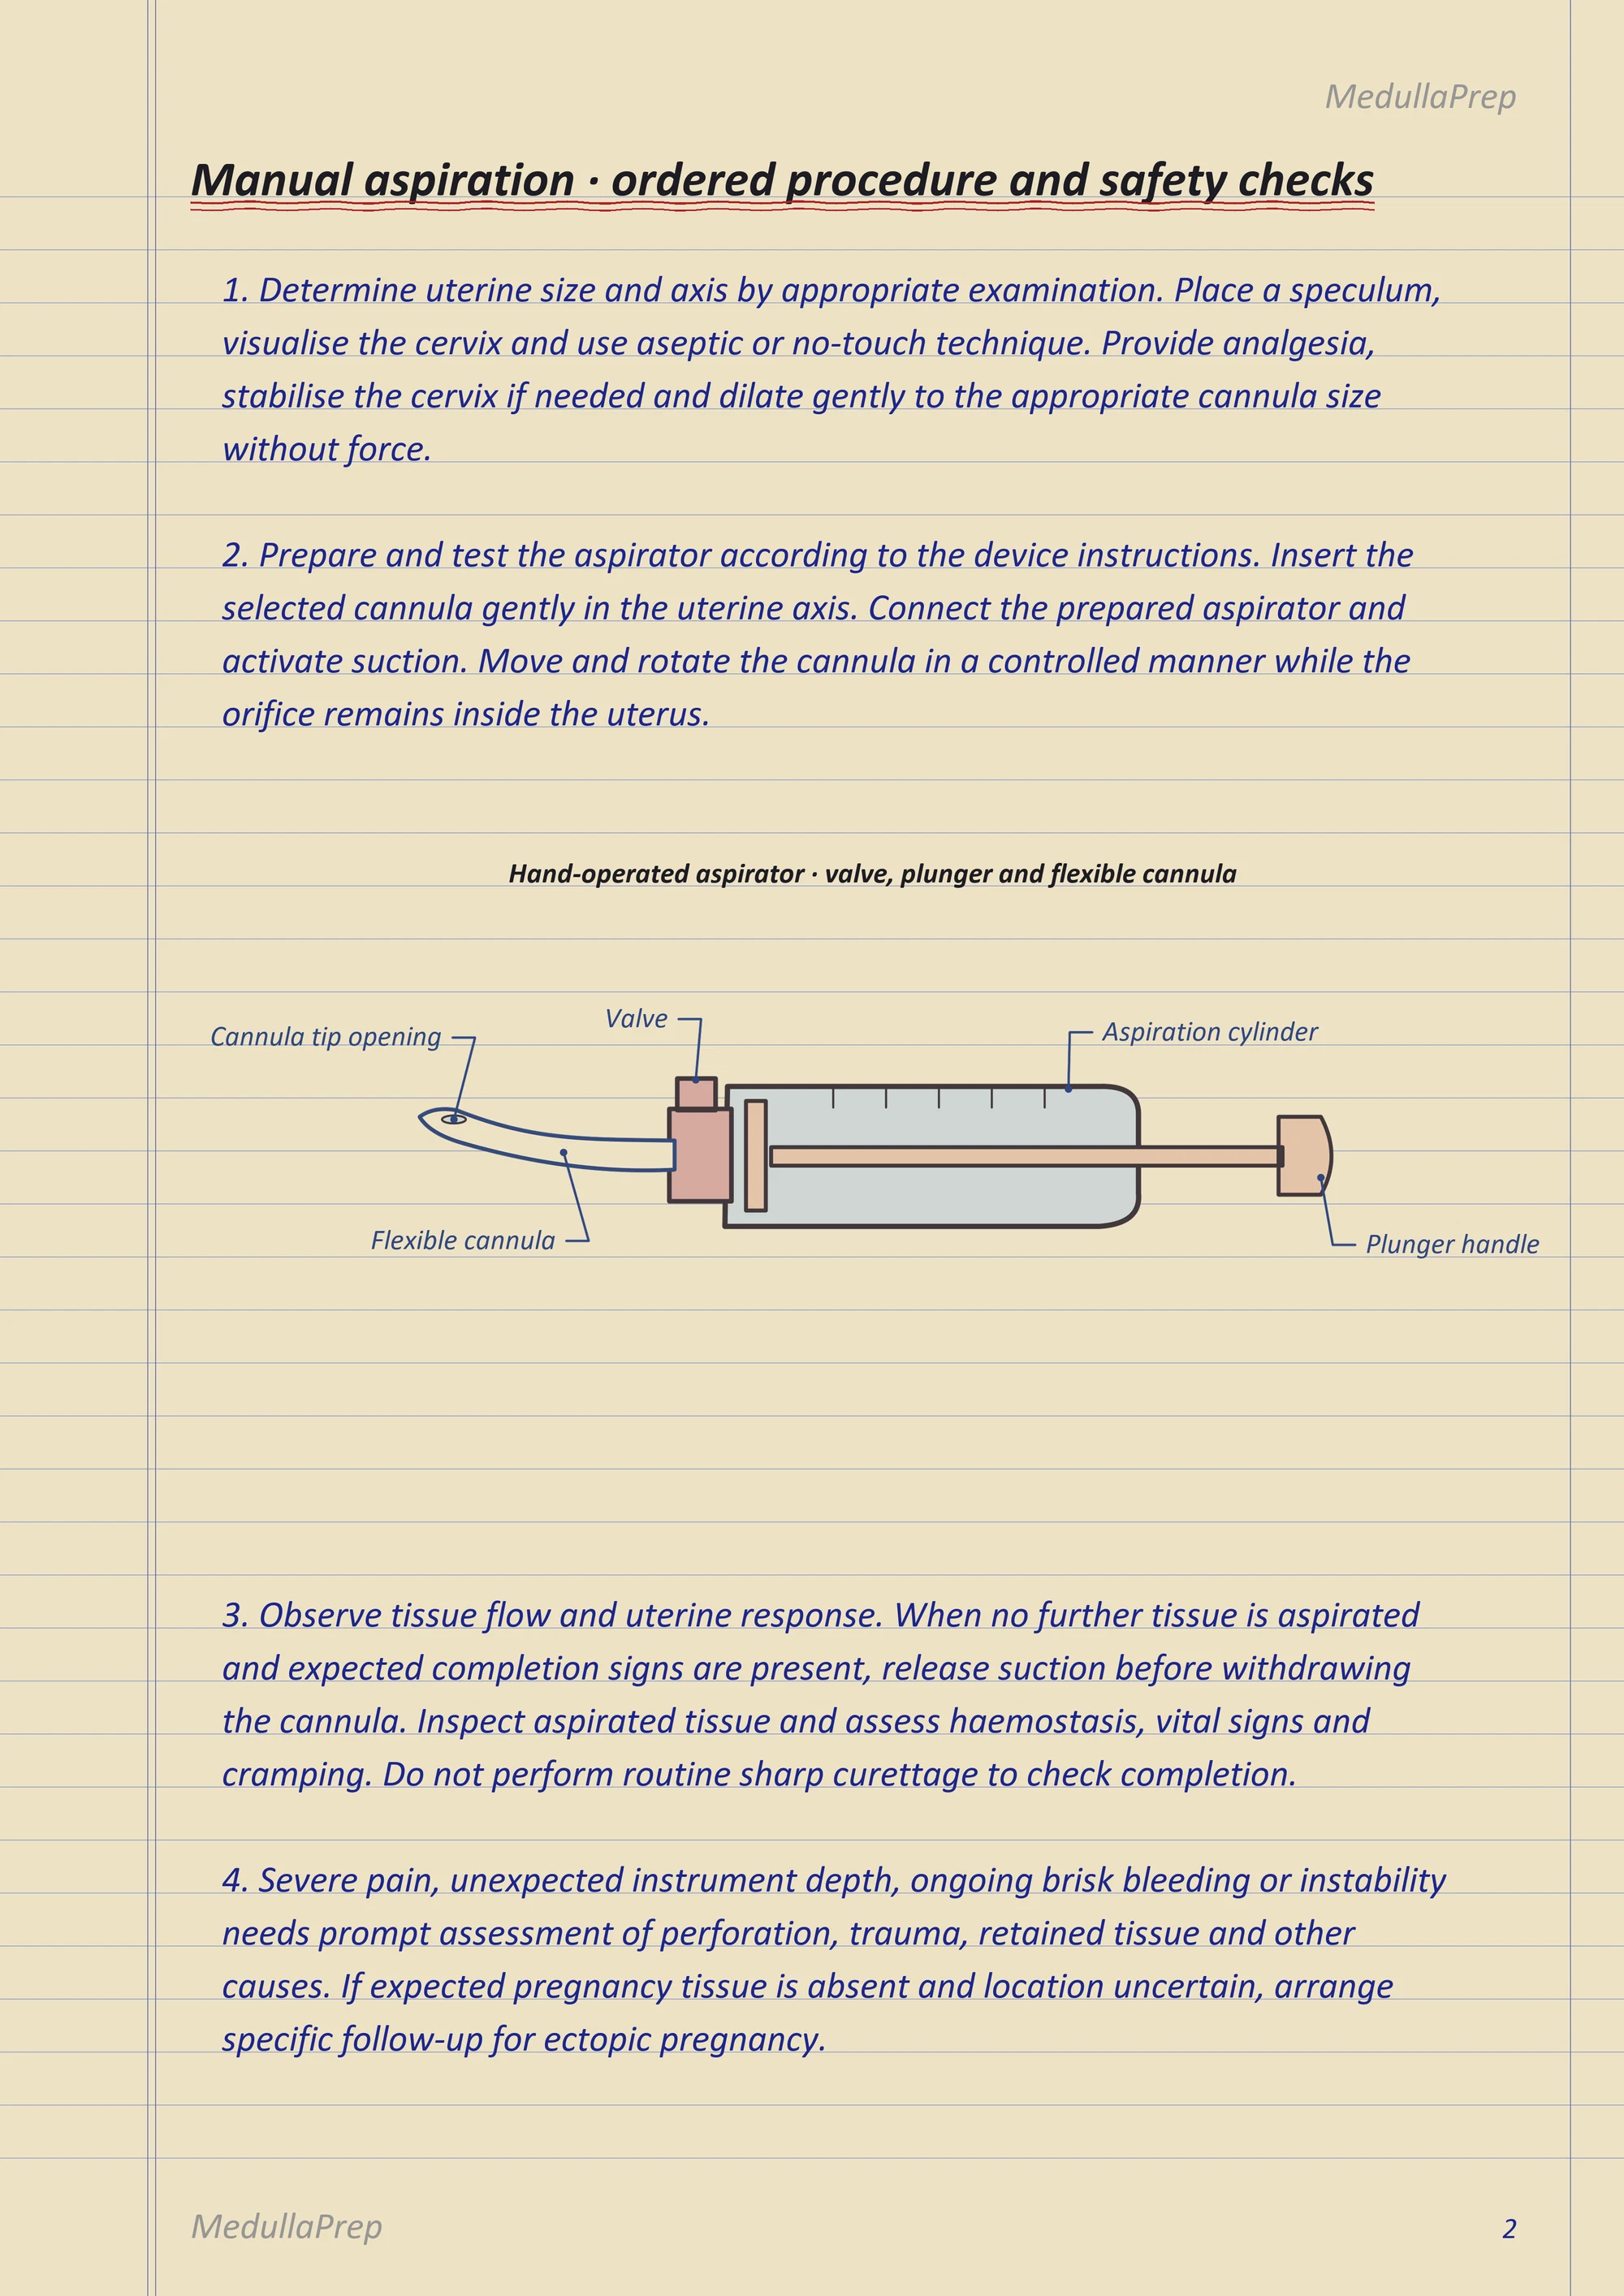 MedullaPrep
Manual aspiration · ordered procedure and safety checks
1. Determine uterine size and axis by appropriate examination. Place a speculum,
visualise the cervix and use aseptic or no-touch technique. Provide analgesia,
stabilise the cervix if needed and dilate gently to the appropriate cannula size
without force.
2. Prepare and test the aspirator according to the device instructions. Insert the
selected cannula gently in the uterine axis. Connect the prepared aspirator and
activate suction. Move and rotate the cannula in a controlled manner while the
orifice remains inside the uterus.
Hand-operated aspirator · valve, plunger and flexible cannula
Valve
Cannula tip opening
Aspiration cylinder
Flexible cannula
Plunger handle
3. Observe tissue flow and uterine response. When no further tissue is aspirated
and expected completion signs are present, release suction before withdrawing
the cannula. Inspect aspirated tissue and assess haemostasis, vital signs and
cramping. Do not perform routine sharp curettage to check completion.
4. Severe pain, unexpected instrument depth, ongoing brisk bleeding or instability
needs prompt assessment of perforation, trauma, retained tissue and other
causes. If expected pregnancy tissue is absent and location uncertain, arrange
specific follow-up for ectopic pregnancy.
MedullaPrep
2